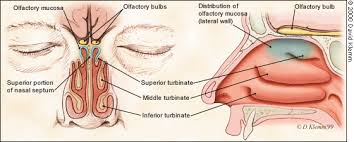 Olfactory mucosa
Olfactory bulbs
Superior portion
of nasal septum
Distribution of
olfactory mucosa
(lateral wall)
Olfactory bulb
Superior turbinate
Middle turbinate
Inferior turbinate
© D.Klemm'99
© 2000 David Klemm